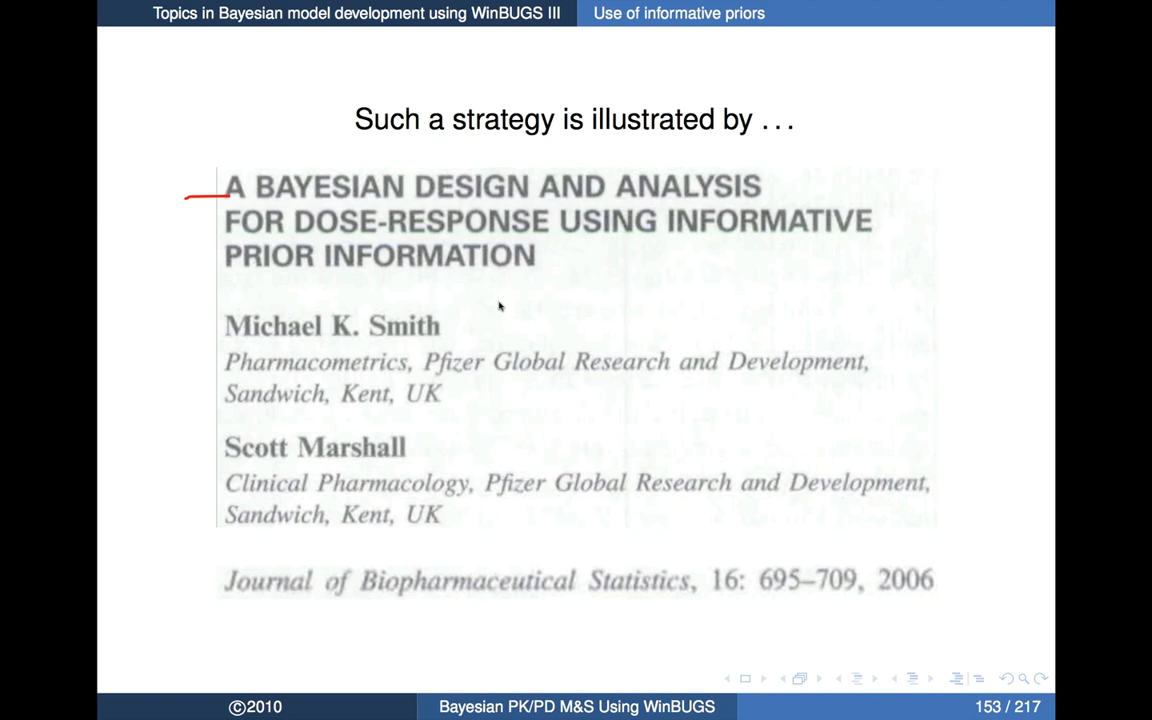 Topics in Bayesian model development using WinBUGS III Use of informative priors
Such a strategy is illustrated by . . .
A BAYESIAN DESIGN AND ANALYSIS
FOR DOSE-RESPONSE USING INFORMATIVE
PRIOR INFORMATION
Michael K. Smith
Pharmacometrics, Pfizer Global Research and Development,
Sandwich, Kent, UK
Scott Marshall
Clinical Pharmacology, Pfizer Global Research and Development,
Sandwich, Kent, UK
Journal of Biopharmaceutical Statistics, 16: 695–709, 2006
©2010 Bayesian PK/PD M&S Using WinBUGS 153 / 217